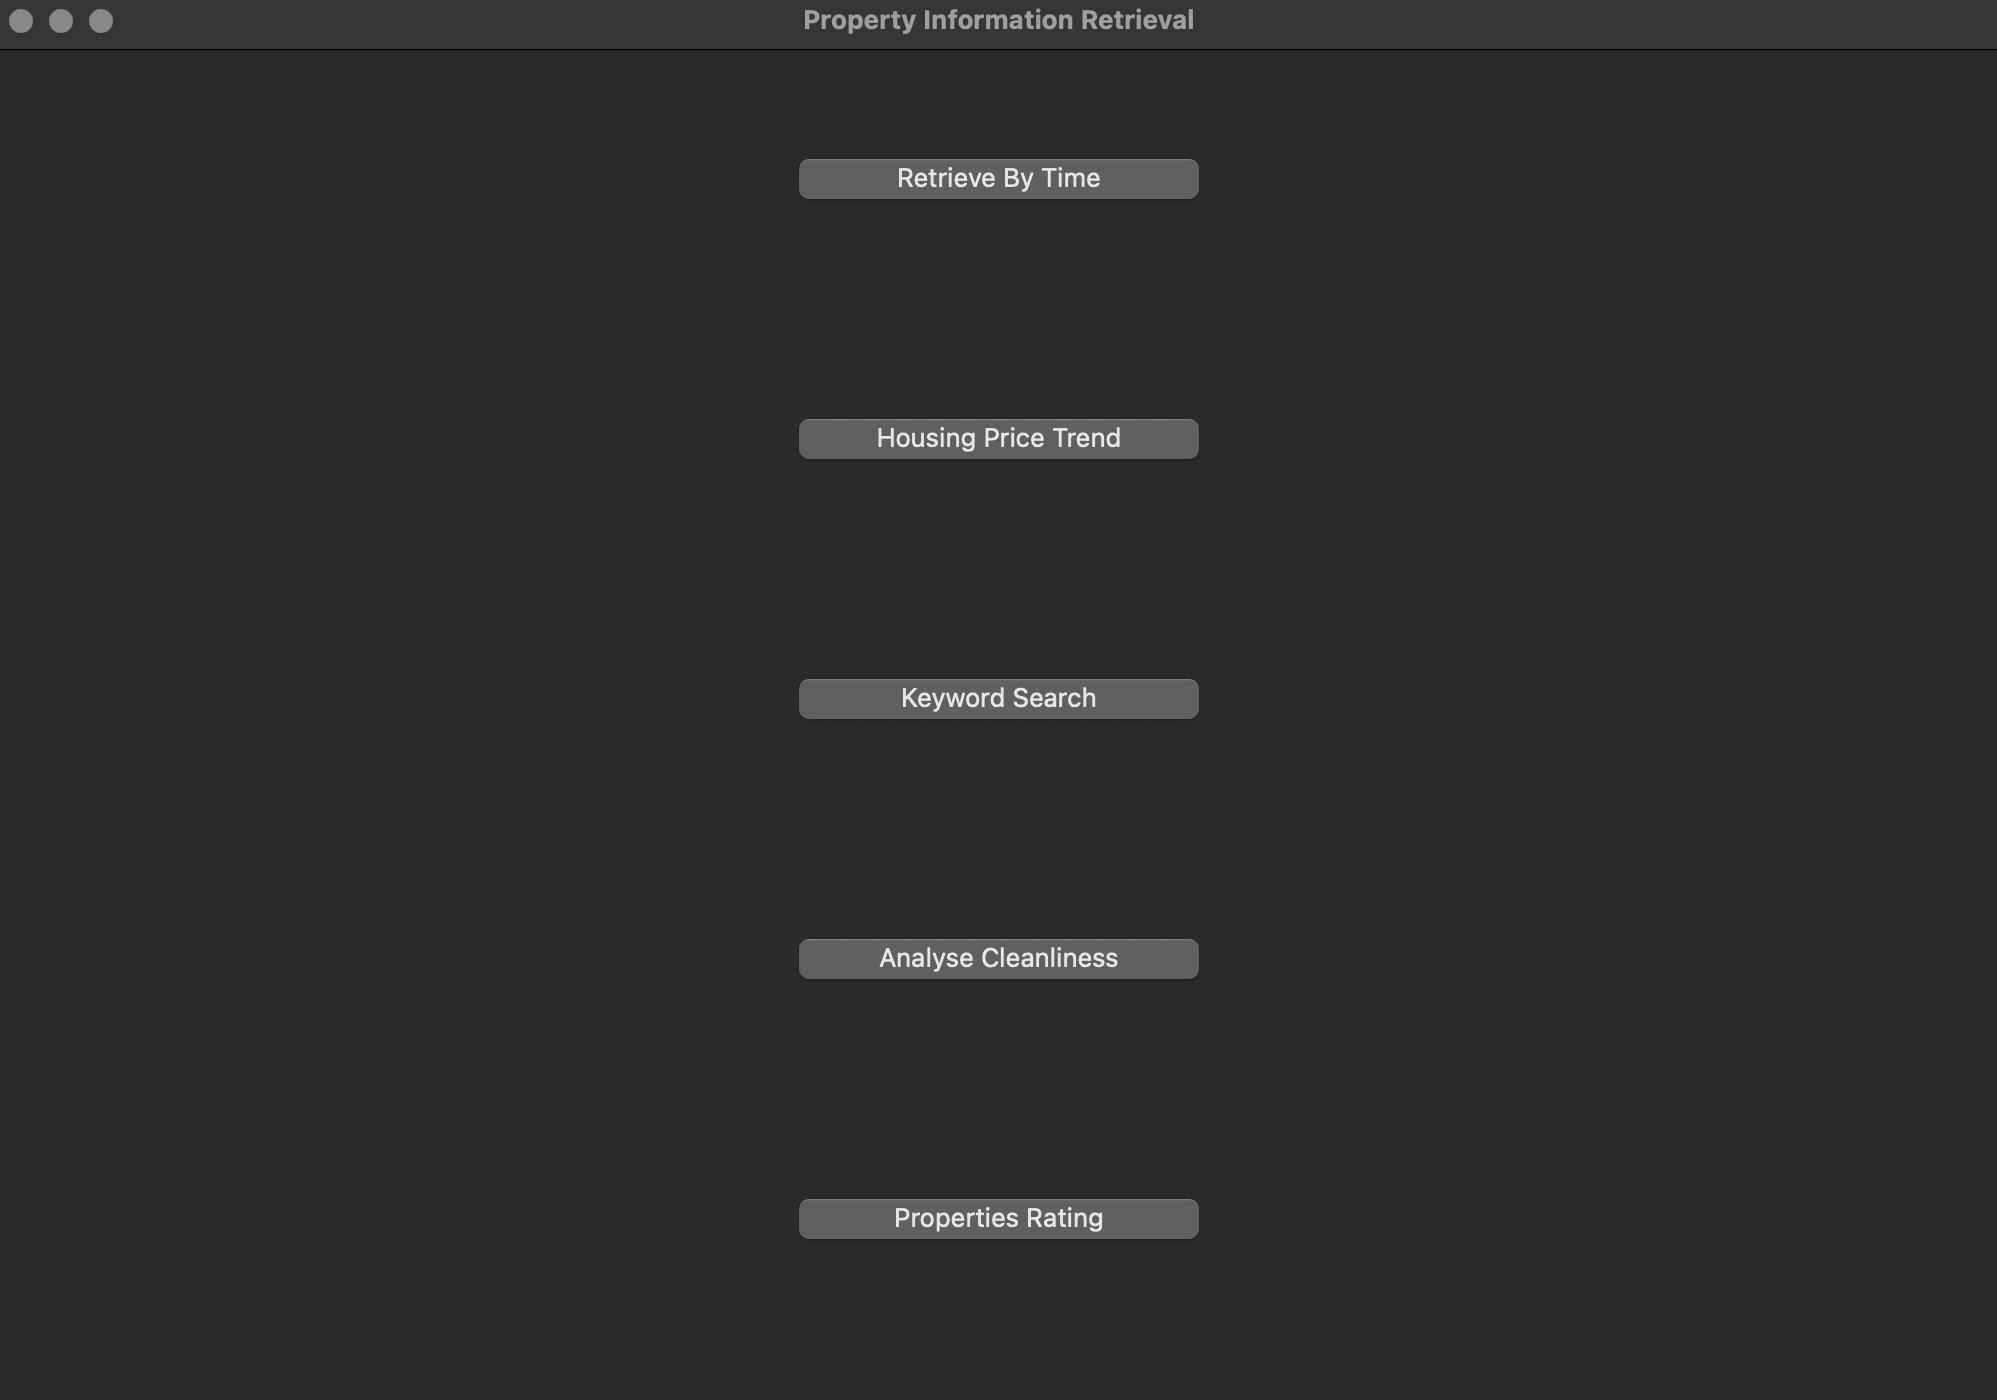 Property Information Retrieval
Retrieve By Time
Housing Price Trend
Keyword Search
Analyse Cleanliness
Properties Rating